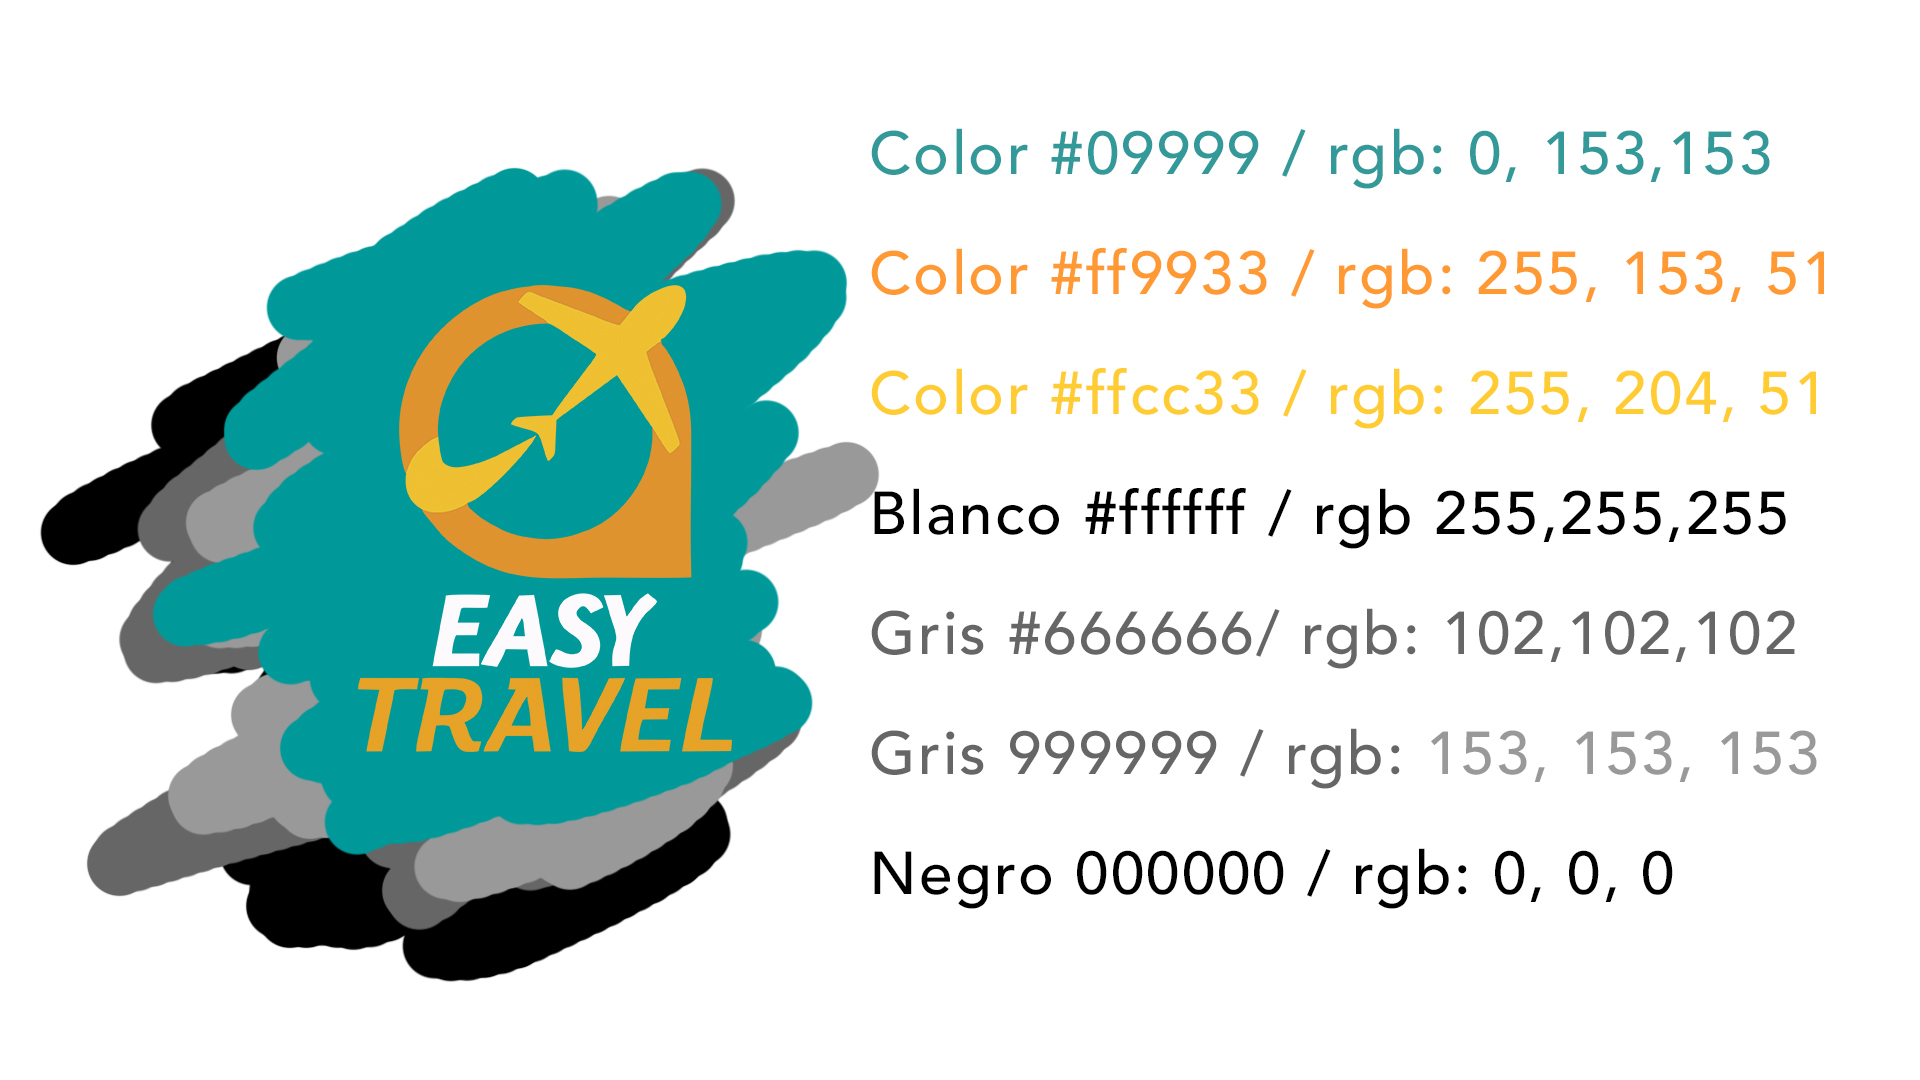 EASY
TRAVEL
Color #09999 / rgb: 0, 153,153
Color #ff9933 / rgb: 255, 153, 51
Color #ffcc33 / rgb: 255, 204, 51
Blanco #ffffff / rgb 255,255,255
Gris #666666/ rgb: 102,102,102
Gris 999999 / rgb: 153, 153, 153
Negro 000000 / rgb: 0, 0, 0